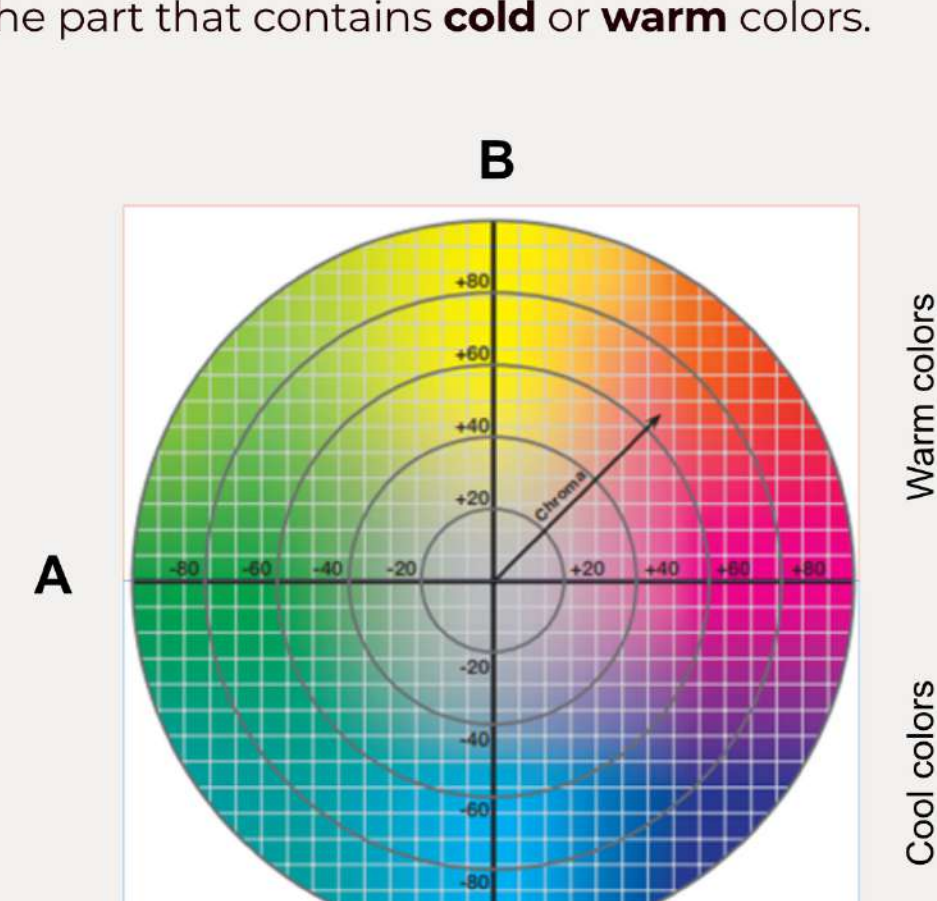 he part that contains cold or warm colors.
B
+80
+60
+40
+20
Chroma
Warm colors
A
-80 -60 -40 -20 +20 +40 +60 +80
-20
-40
-60
-80
Cool colors